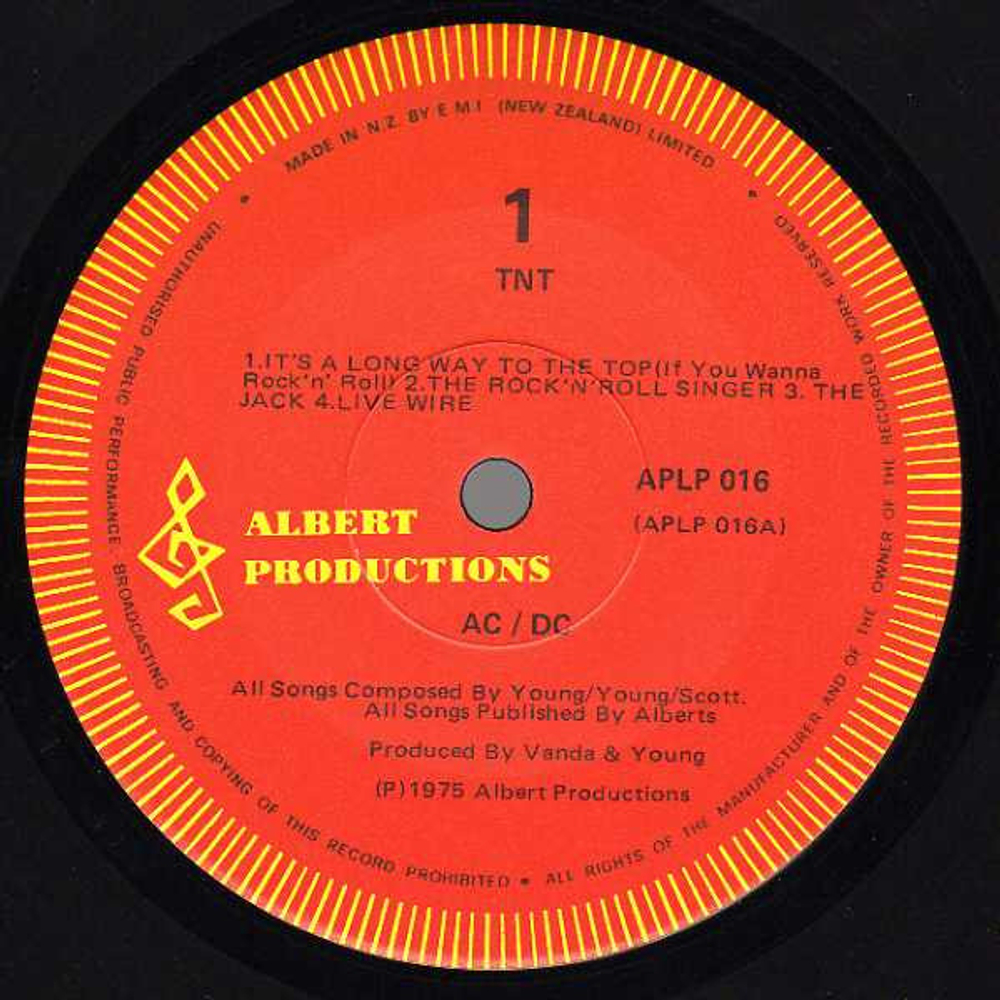 MADE IN N.Z. BY E M I (NEW ZEALAND) LIMITED
1
TNT
1.IT'S A LONG WAY TO THE TOP(If You Wanna
Rock'n' Roll) 2.THE ROCK'N'ROLL SINGER 3. THE
JACK 4.LIVE WIRE
APLP 016
(APLP 016A)
ALBERT
PRODUCTIONS
AC / DC
All Songs Composed By Young/Young/Scott.
All Songs Published By Alberts
Produced By Vanda & Young
(P)1975 Albert Productions
UNAUTHORISED PUBLIC PERFORMANCE. BROADCASTING AND COPYING OF THIS RECORD PROHIBITED • ALL RIGHTS OF THE MANUFACTURER AND OF THE OWNER OF THE RECORDED WORK RESERVED